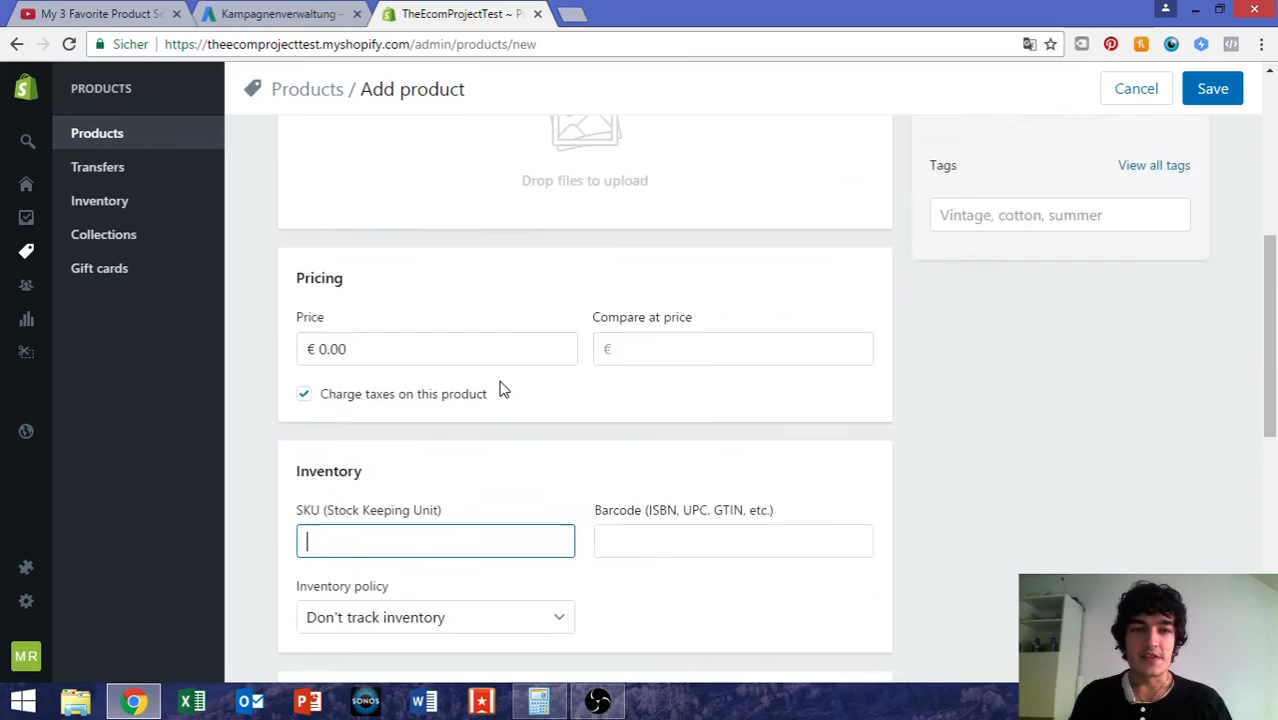 My 3 Favorite Product So
Kampagnenverwaltung –
TheEcomProjectTest ~ P
Sicher
https://theecomprojecttest.myshopify.com/admin/products/new
PRODUCTS
Products / Add product
Cancel
Save
Products
Transfers
Inventory
Collections
Gift cards
Drop files to upload
Tags
View all tags
Vintage, cotton, summer
Pricing
Price
Compare at price
€ 0.00
€
Charge taxes on this product
Inventory
SKU (Stock Keeping Unit)
Barcode (ISBN, UPC, GTIN, etc.)
Inventory policy
Don't track inventory
MR
SONOS